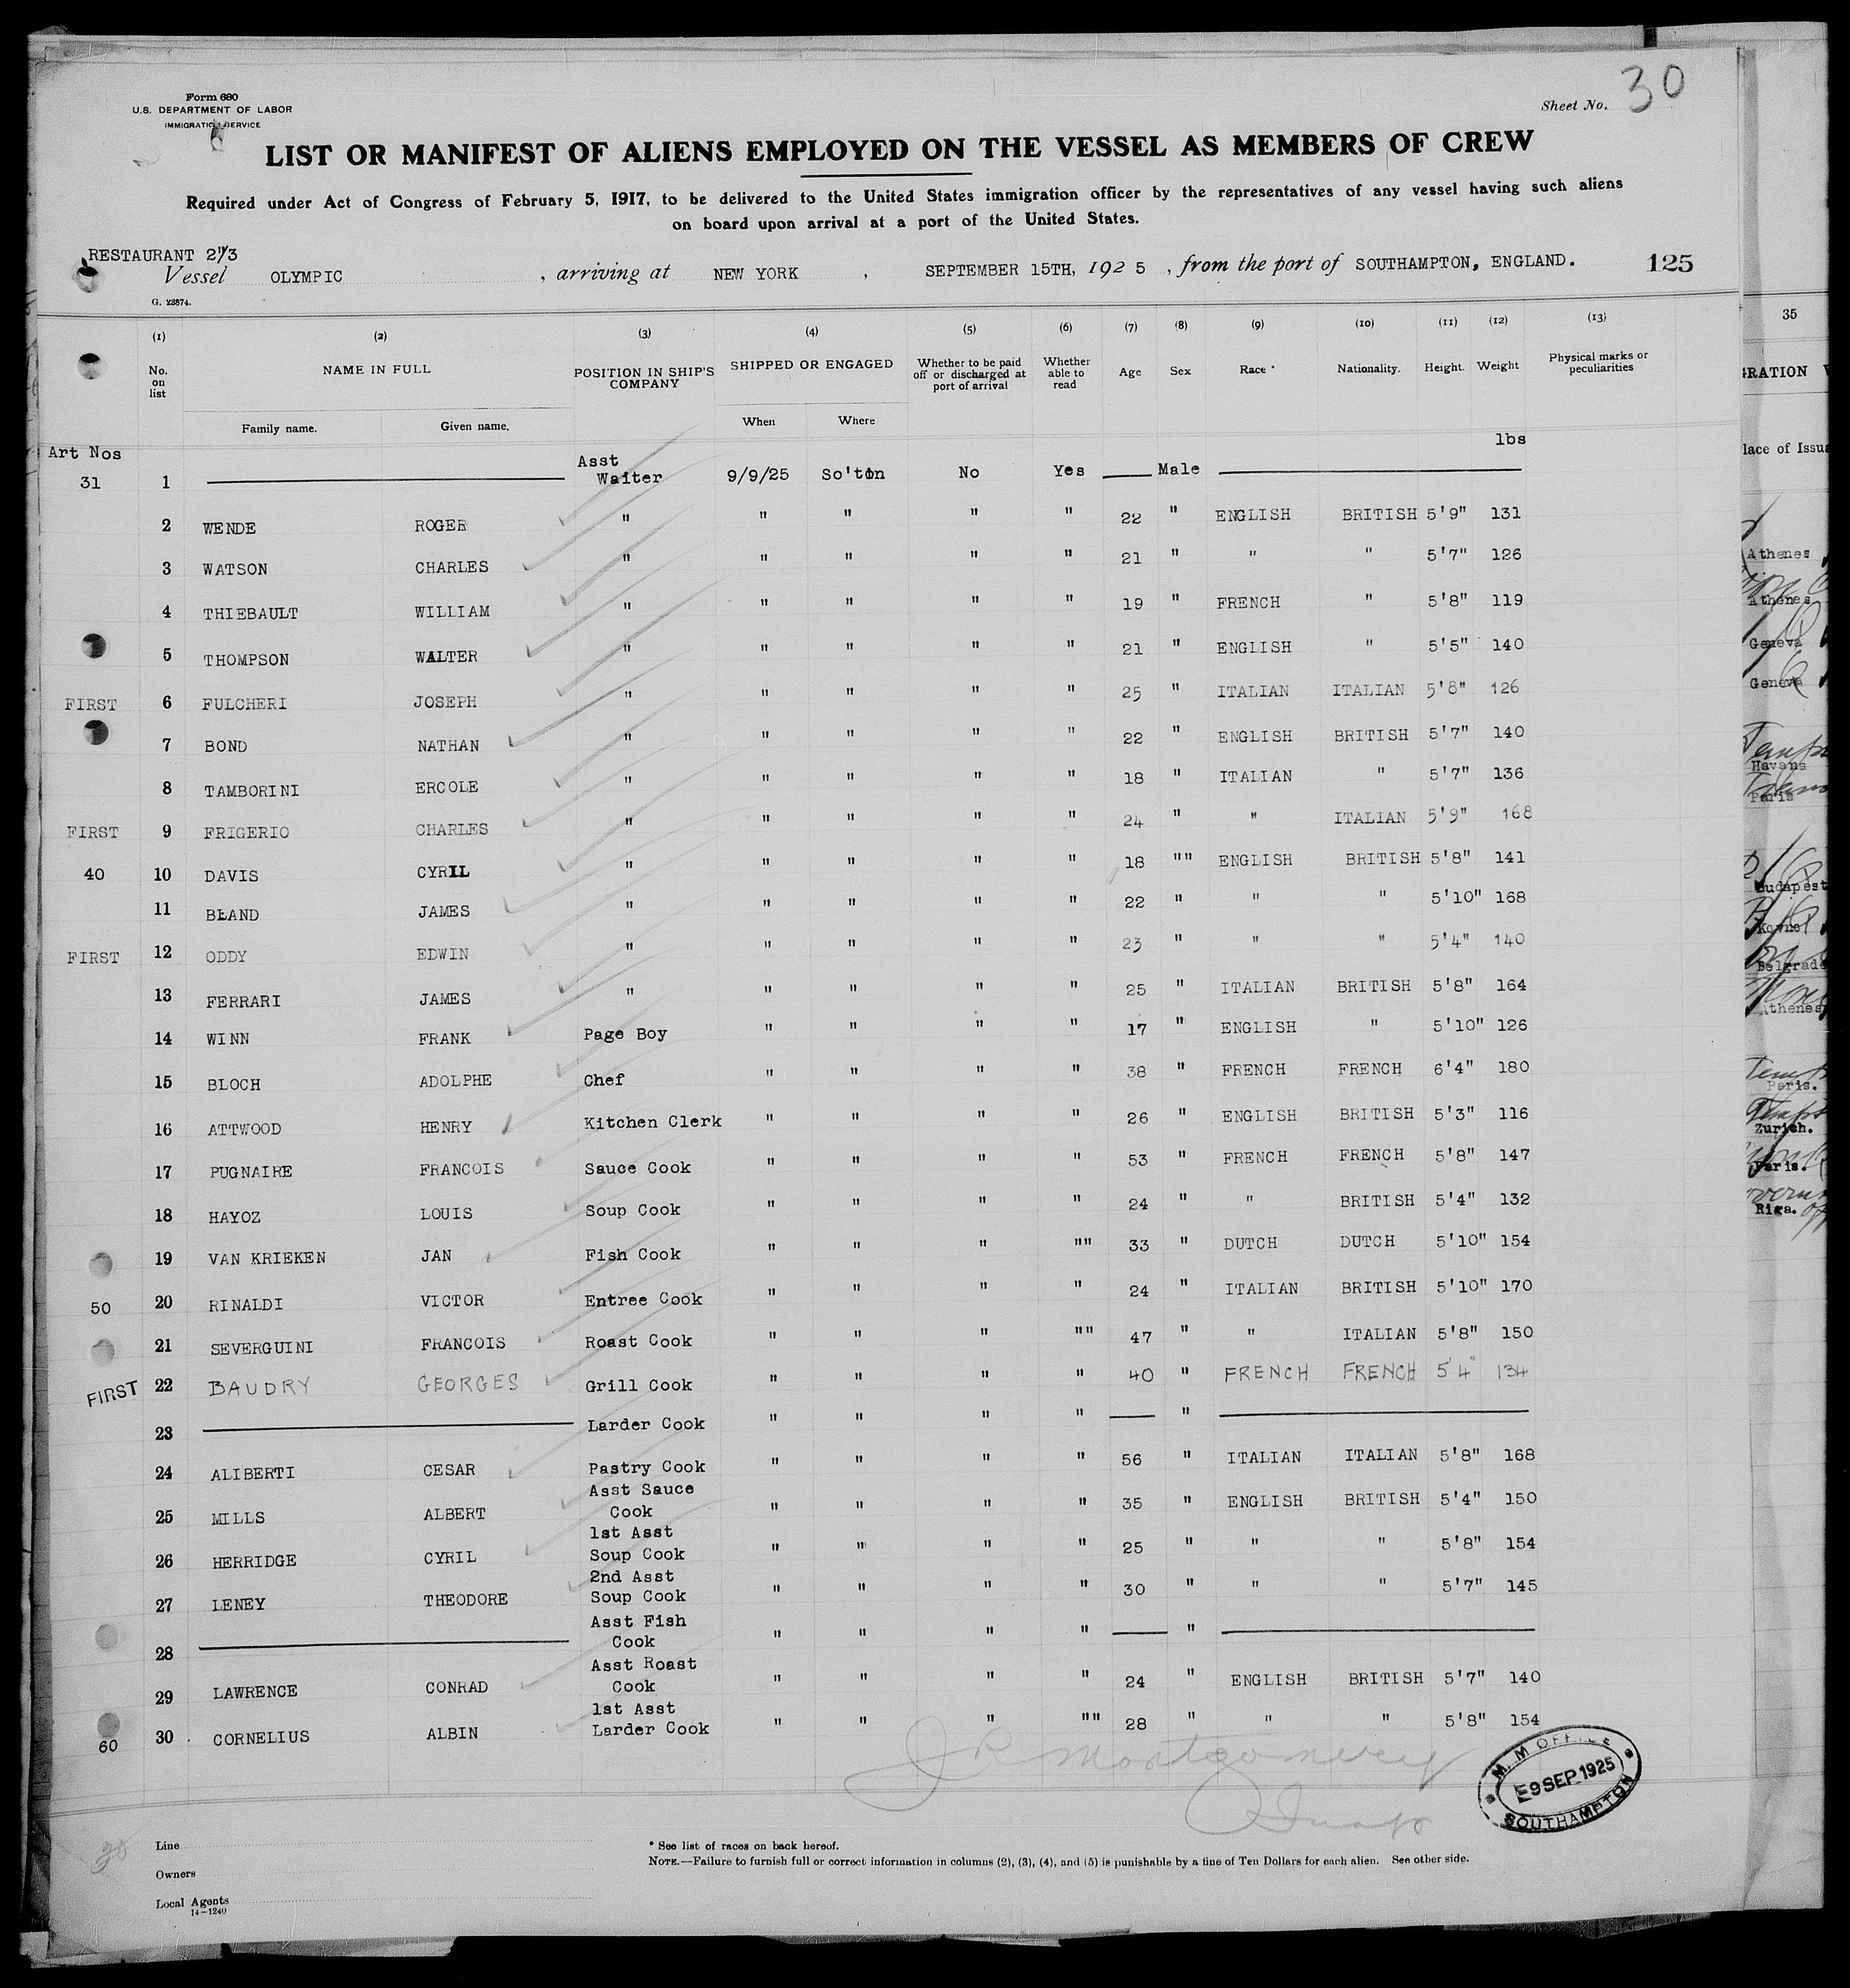 Form 680
U.S. DEPARTMENT OF LABOR
IMMIGRATION SERVICE
Sheet No. 30
LIST OR MANIFEST OF ALIENS EMPLOYED ON THE VESSEL AS MEMBERS OF CREW
Required under Act of Congress of February 5, 1917, to be delivered to the United States immigration officer by the representatives of any vessel having such aliens
on board upon arrival at a port of the United States.
RESTAURANT 2
Vessel OLYMPIC , arriving at NEW YORK , SEPTEMBER 15TH, 1925 , from the port of SOUTHAMPTON, ENGLAND. 125
G. 23874.
(1) (2) (3) (4) (5) (6) (7) (8) (9) (10) (11) (12) (13) 35
No. on list NAME IN FULL POSITION IN SHIP'S COMPANY SHIPPED OR ENGAGED Whether to be paid off or discharged at port of arrival Whether able to read Age Sex Race * Nationality. Height. Weight Physical marks or peculiarities
Family name. Given name. When Where
Art Nos lbs
31 1 Asst Waiter 9/9/25 So'ton No Yes Male
2 WENDE ROGER " " " " " 22 " ENGLISH BRITISH 5'9" 131
3 WATSON CHARLES " " " " " 21 " " " 5'7" 126
4 THIEBAULT WILLIAM " " " " " 19 " FRENCH " 5'8" 119
5 THOMPSON WALTER " " " " " 21 " ENGLISH " 5'5" 140
FIRST 6 FULCHERI JOSEPH " " " " " 25 " ITALIAN ITALIAN 5'8" 126
7 BOND NATHAN " " " " " 22 " ENGLISH BRITISH 5'7" 140
8 TAMBORINI ERCOLE " " " " " 18 " ITALIAN " 5'7" 136
FIRST 9 FRIGERIO CHARLES " " " " " 24 " " ITALIAN 5'9" 168
40 10 DAVIS CYRIL " " " " " 18 "" ENGLISH BRITISH 5'8" 141
11 BLAND JAMES " " " " " 22 " " " 5'10" 168
FIRST 12 ODDY EDWIN " " " " " 23 " " " 5'4" 140
13 FERRARI JAMES " " " " " 25 " ITALIAN BRITISH 5'8" 164
14 WINN FRANK Page Boy " " " " 17 " ENGLISH " 5'10" 126
15 BLOCH ADOLPHE Chef " " " " 38 " FRENCH FRENCH 6'4" 180
16 ATTWOOD HENRY Kitchen Clerk " " " " 26 " ENGLISH BRITISH 5'3" 116
17 PUGNAIRE FRANCOIS Sauce Cook " " " " 53 " FRENCH FRENCH 5'8" 147
18 HAYOZ LOUIS Soup Cook " " " " 24 " " BRITISH 5'4" 132
19 VAN KRIEKEN JAN Fish Cook " " " "" 33 " DUTCH DUTCH 5'10" 154
50 20 RINALDI VICTOR Entree Cook " " " " 24 " ITALIAN BRITISH 5'10" 170
21 SEVERGUINI FRANCOIS Roast Cook " " " "" 47 " " ITALIAN 5'8" 150
FIRST 22 BAUDRY GEORGES Grill Cook " " " " 40 " FRENCH FRENCH 5'4" 134
23 Larder Cook " " " " "
24 ALIBERTI CESAR Pastry Cook " " " " 56 " ITALIAN ITALIAN 5'8" 168
25 MILLS ALBERT Asst Sauce Cook " " " " 35 " ENGLISH BRITISH 5'4" 150
26 HERRIDGE CYRIL 1st Asst Soup Cook " " " " 25 " " " 5'8" 154
27 LENEY THEODORE 2nd Asst Soup Cook " " " " 30 " " " 5'7" 145
28 Asst Fish Cook " " " " "
29 LAWRENCE CONRAD Asst Roast Cook " " " " 24 " ENGLISH BRITISH 5'7" 140
60 30 CORNELIUS ALBIN 1st Asst Larder Cook " " " "" 28 " " " 5'8" 154
JR Montgomery
M. M OFFICE
E9SEP1925
SOUTHAMPTON
Line
Owners
Local Agents
14—1240
* See list of races on back hereof.
NOTE.—Failure to furnish full or correct information in columns (2), (3), (4), and (5) is punishable by a fine of Ten Dollars for each alien. See other side.
Athenes
Athenes
Geneva
Geneva
Havana
Paris
Budapest
Kovno
Belgrade
Athenes
Paris.
Zurich.
Paris.
Riga.